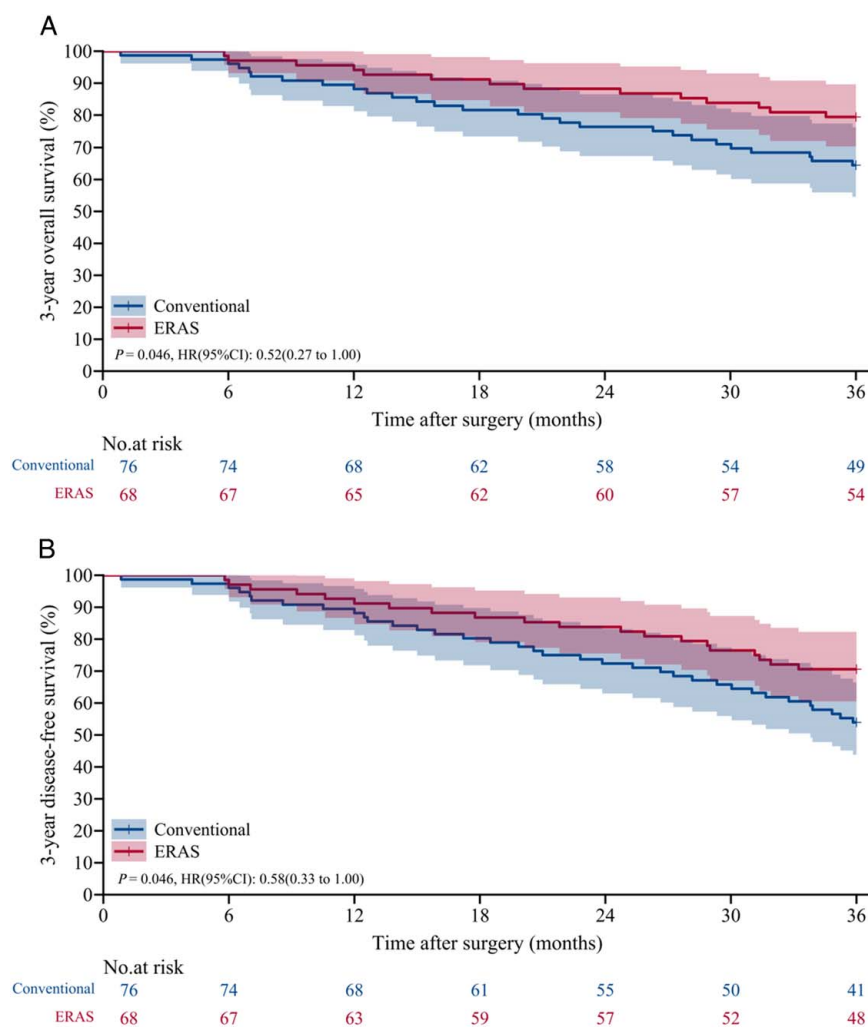 A
3-year overall survival (%)
100
90
80
70
60
50
40
30
20
10
0
Conventional
ERAS
P = 0.046, HR(95%CI): 0.52(0.27 to 1.00)
0 6 12 18 24 30 36
Time after surgery (months)
No.at risk
Conventional 76 74 68 62 58 54 49
ERAS 68 67 65 62 60 57 54
B
3-year disease-free survival (%)
100
90
80
70
60
50
40
30
20
10
0
Conventional
ERAS
P = 0.046, HR(95%CI): 0.58(0.33 to 1.00)
0 6 12 18 24 30 36
Time after surgery (months)
No.at risk
Conventional 76 74 68 61 55 50 41
ERAS 68 67 63 59 57 52 48